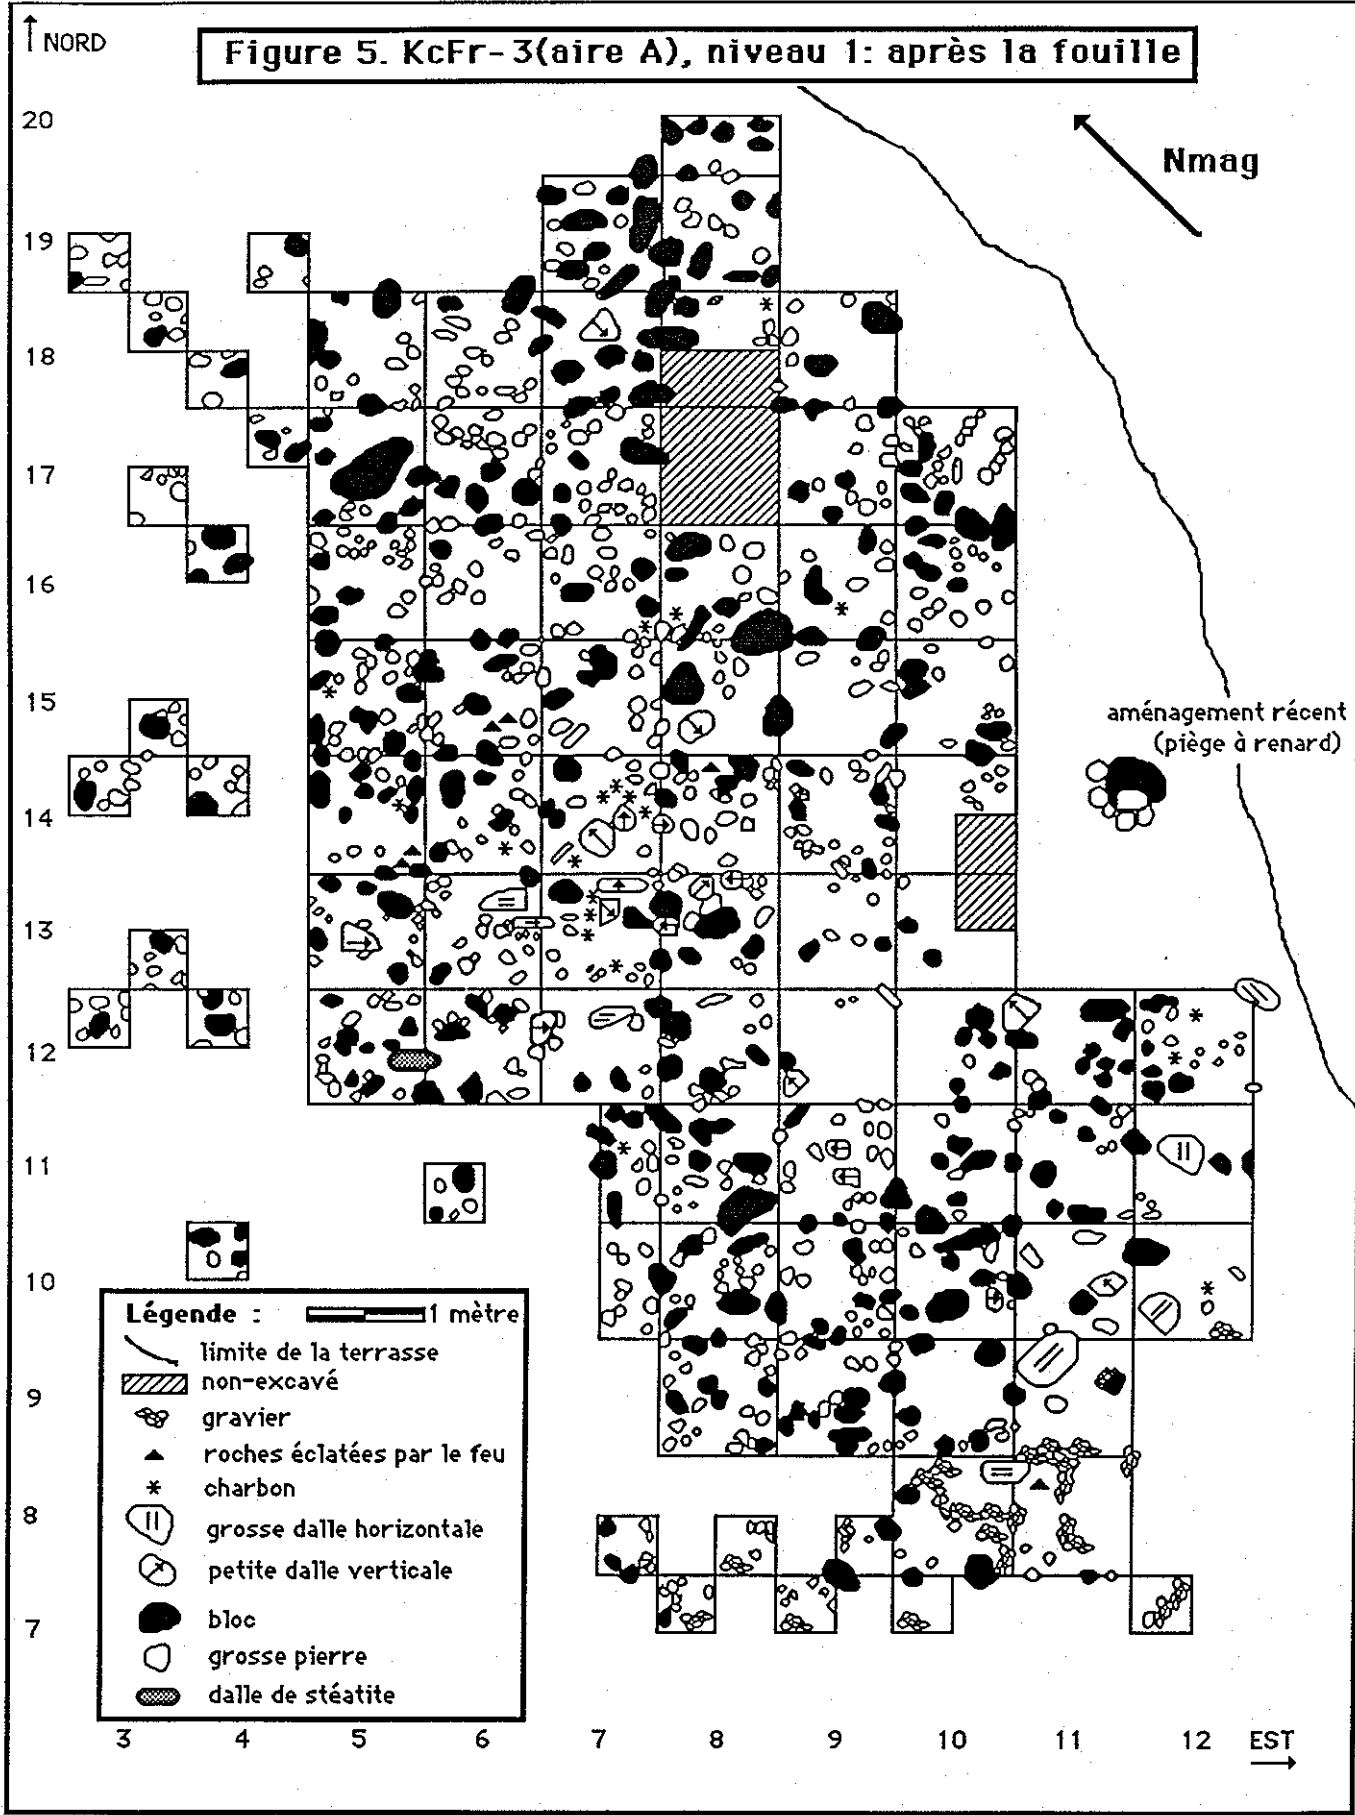 NORD
Figure 5. KcFr-3(aire A), niveau 1: après la fouille
Nmag
20
19
18
17
16
15
14
13
12
11
10
9
8
7
aménagement récent
(piège à renard)
Légende :
1 mètre
limite de la terrasse
non-excavé
gravier
roches éclatées par le feu
charbon
grosse dalle horizontale
petite dalle verticale
bloc
grosse pierre
dalle de stéatite
3 4 5 6 7 8 9 10 11 12 EST